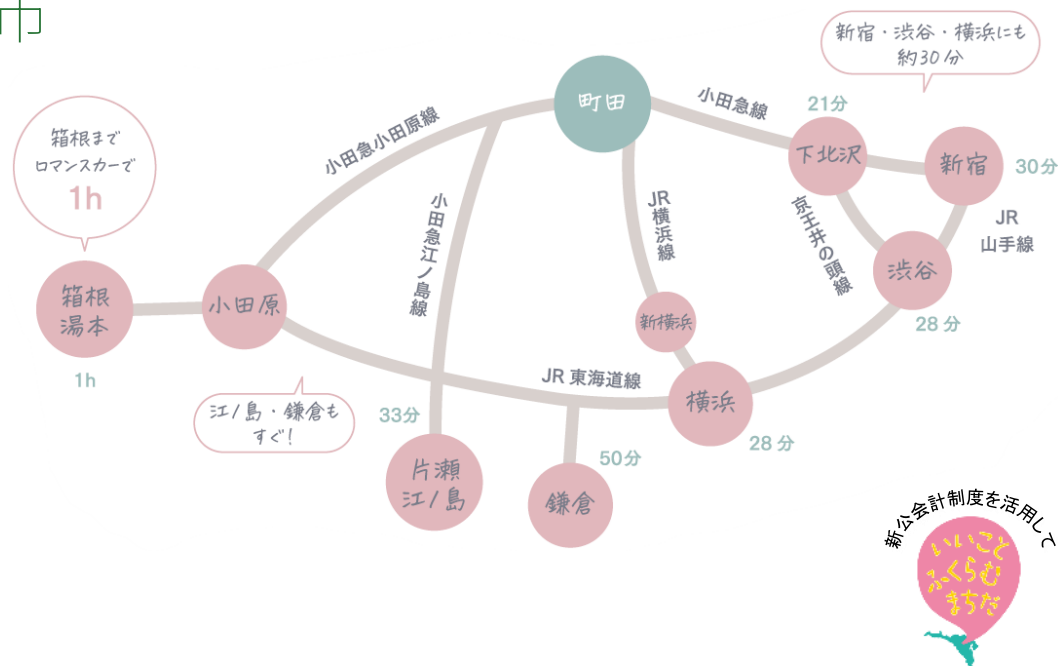 市
新宿・渋谷・横浜にも
約30分
箱根まで
ロマンスカーで
1h
小田急小田原線
町田
小田急線
21分
下北沢
新宿
30分
JR
山手線
京王井の頭線
渋谷
28分
小田急江ノ島線
JR横浜線
箱根
湯本
1h
小田原
新横浜
JR 東海道線
横浜
28分
江ノ島・鎌倉も
すぐ!
33分
片瀬
江ノ島
50分
鎌倉
新公会計制度を活用して
いいこと
ふくらむ
まちだ